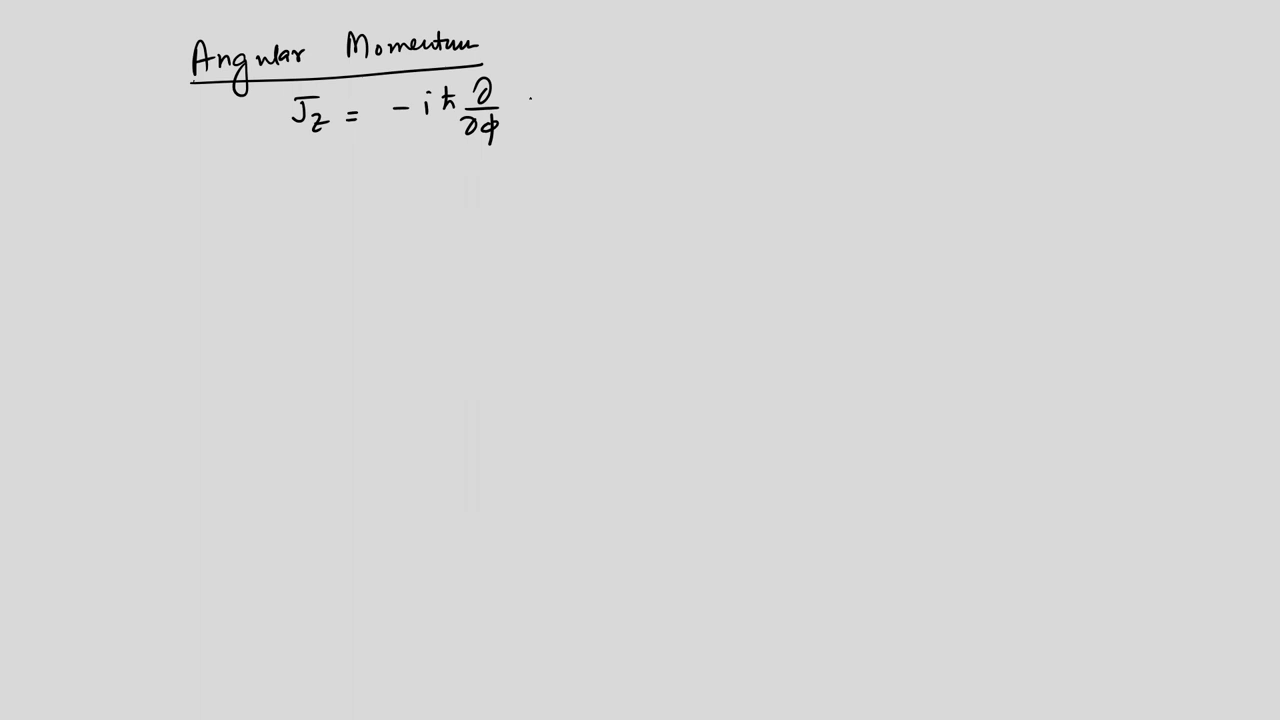 Angular Momentum
J_z = - iℏ ∂/∂ϕ